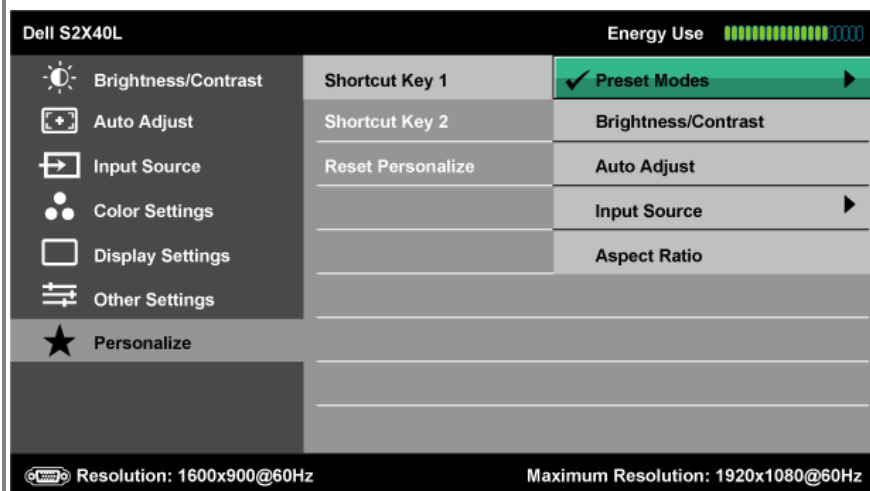 Dell S2X40L
Energy Use
Brightness/Contrast
Auto Adjust
Input Source
Color Settings
Display Settings
Other Settings
Personalize
Shortcut Key 1
Shortcut Key 2
Reset Personalize
Preset Modes
Brightness/Contrast
Auto Adjust
Input Source
Aspect Ratio
Resolution: 1600x900@60Hz
Maximum Resolution: 1920x1080@60Hz